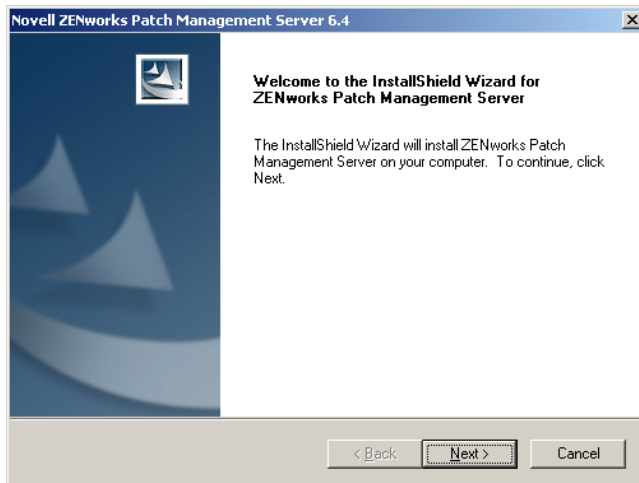 Novell ZENworks Patch Management Server 6.4
Welcome to the InstallShield Wizard for
ZENworks Patch Management Server
The InstallShield Wizard will install ZENworks Patch
Management Server on your computer. To continue, click
Next.
< Back
Next >
Cancel